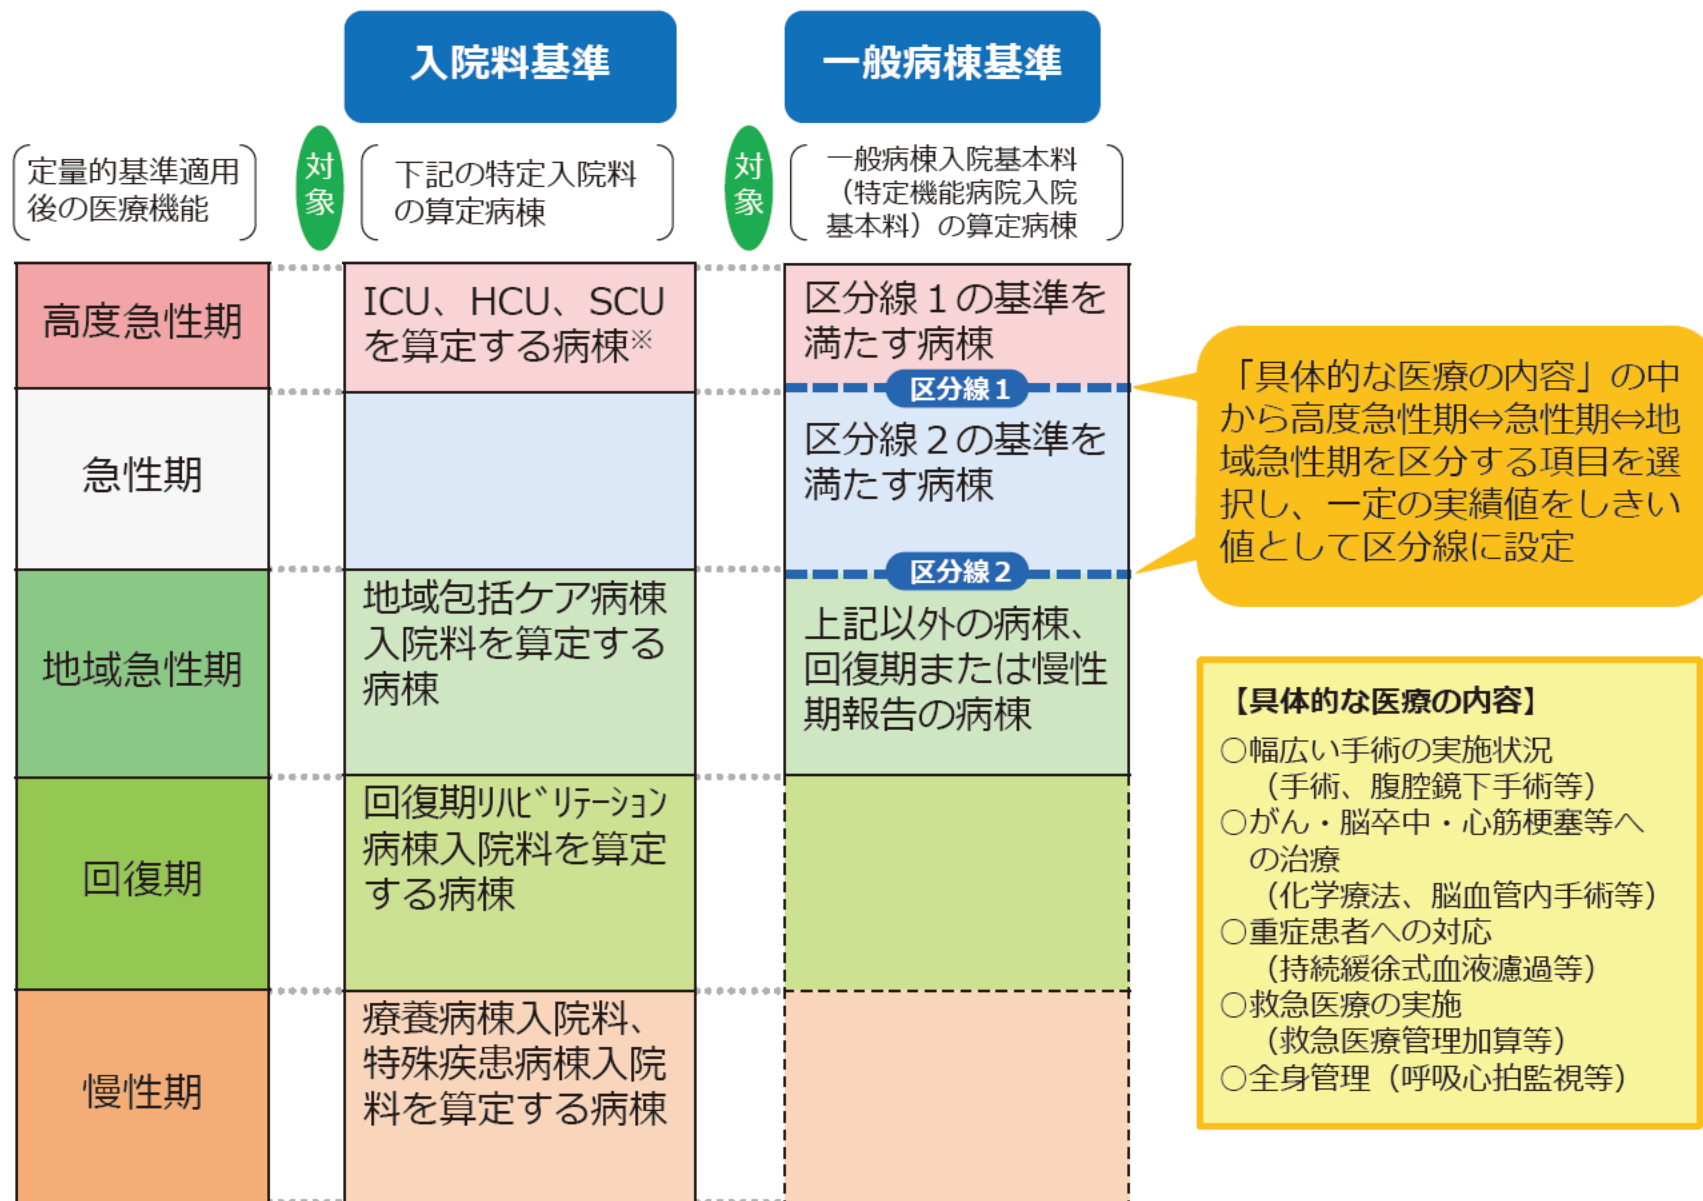 入院料基準
一般病棟基準
定量的基準適用
後の医療機能
対象
下記の特定入院料
の算定病棟
対象
一般病棟入院基本料
（特定機能病院入院
基本料）の算定病棟
高度急性期
ICU、HCU、SCU
を算定する病棟※
区分線１の基準を
満たす病棟
区分線１
急性期
区分線２の基準を
満たす病棟
区分線２
地域急性期
地域包括ケア病棟
入院料を算定する
病棟
上記以外の病棟、
回復期または慢性
期報告の病棟
回復期
回復期ﾘﾊﾋﾞﾘﾃｰｼｮﾝ
病棟入院料を算定
する病棟
慢性期
療養病棟入院料、
特殊疾患病棟入院
料を算定する病棟
「具体的な医療の内容」の中
から高度急性期⇔急性期⇔地
域急性期を区分する項目を選
択し、一定の実績値をしきい
値として区分線に設定
【具体的な医療の内容】
○幅広い手術の実施状況
（手術、腹腔鏡下手術等）
○がん・脳卒中・心筋梗塞等へ
の治療
（化学療法、脳血管内手術等）
○重症患者への対応
（持続緩徐式血液濾過等）
○救急医療の実施
（救急医療管理加算等）
○全身管理（呼吸心拍監視等）